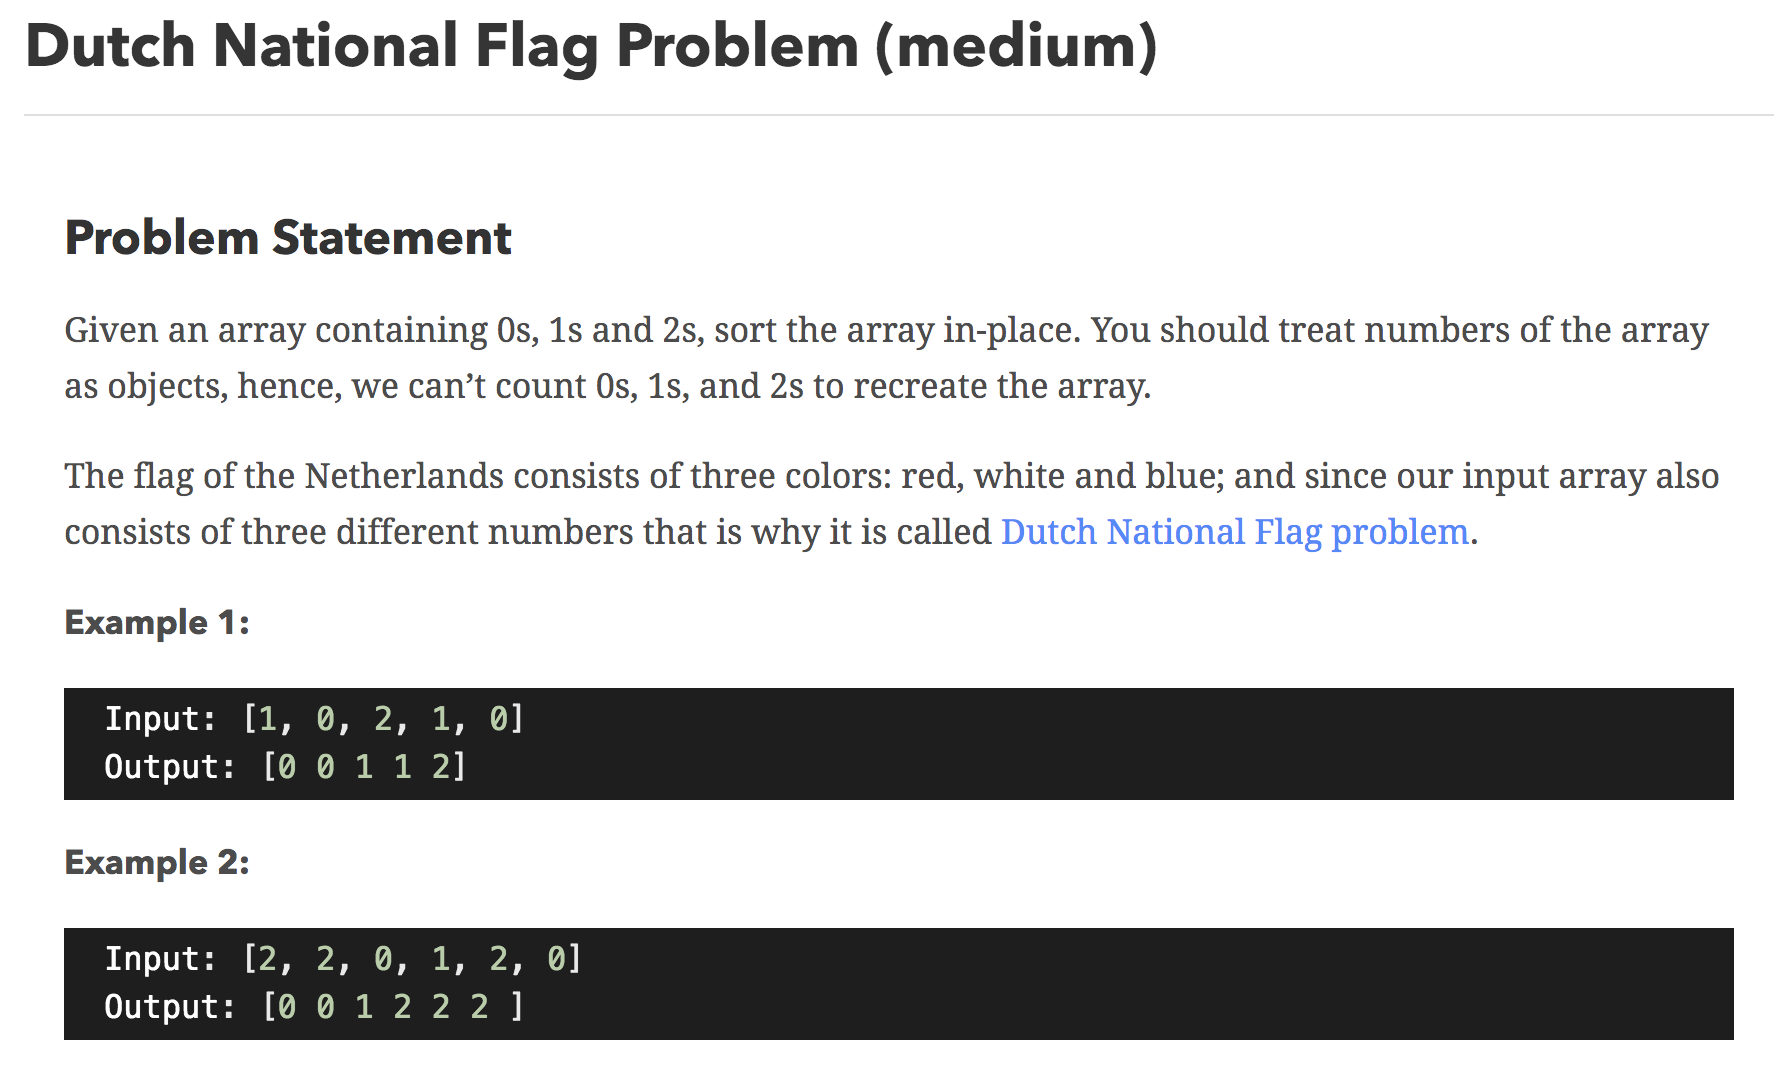 Dutch National Flag Problem (medium)
Problem Statement
Given an array containing 0s, 1s and 2s, sort the array in-place. You should treat numbers of the array
as objects, hence, we can’t count 0s, 1s, and 2s to recreate the array.
The flag of the Netherlands consists of three colors: red, white and blue; and since our input array also
consists of three different numbers that is why it is called Dutch National Flag problem.
Example 1:
Input: [1, 0, 2, 1, 0]
Output: [0 0 1 1 2]
Example 2:
Input: [2, 2, 0, 1, 2, 0]
Output: [0 0 1 2 2 2 ]